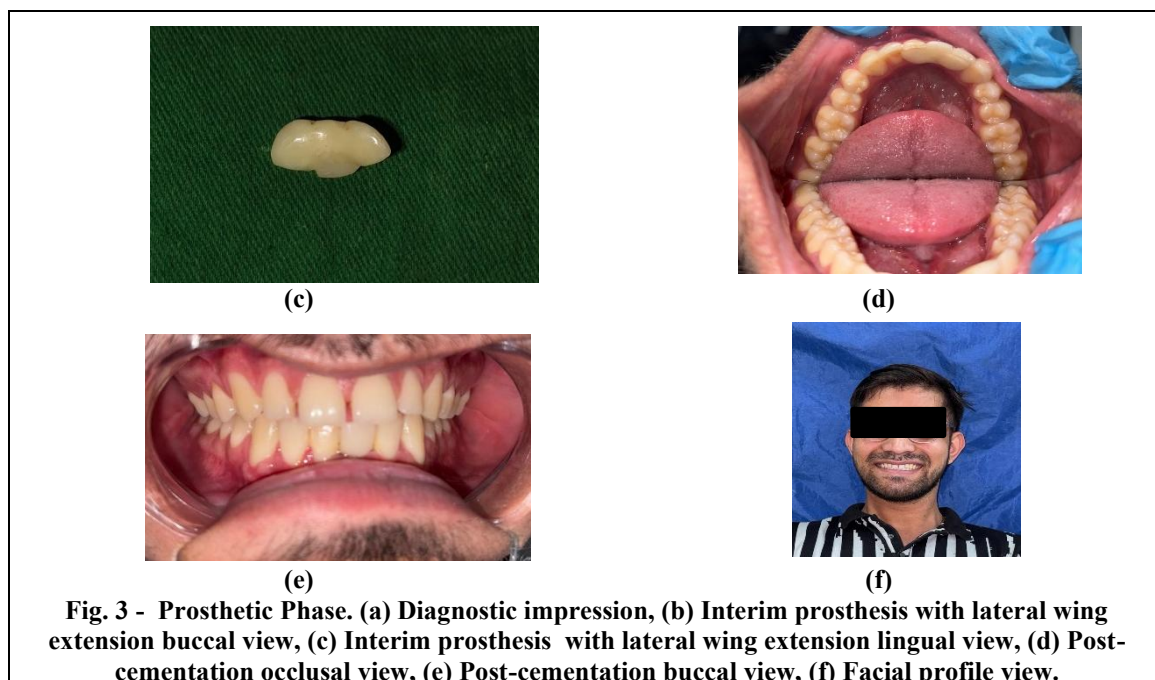 (c)
(d)
(e)
(f)
Fig. 3 - Prosthetic Phase. (a) Diagnostic impression, (b) Interim prosthesis with lateral wing
extension buccal view, (c) Interim prosthesis with lateral wing extension lingual view, (d) Post-
cementation occlusal view, (e) Post-cementation buccal view, (f) Facial profile view.